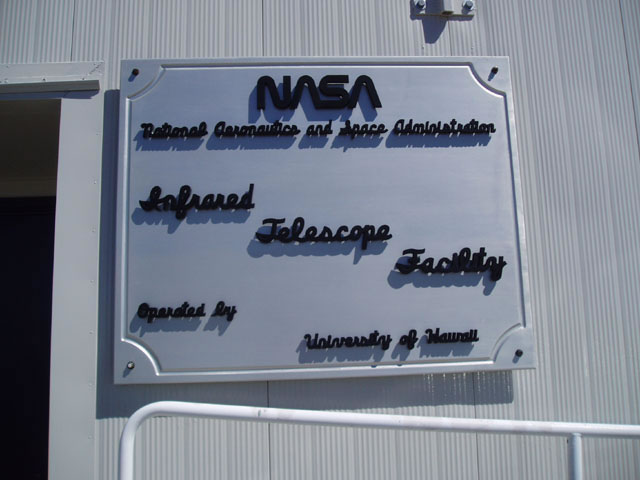 NASA
National Aeronautics and Space Administration
Infrared
Telescope
Facility
Operated by
University of Hawaii